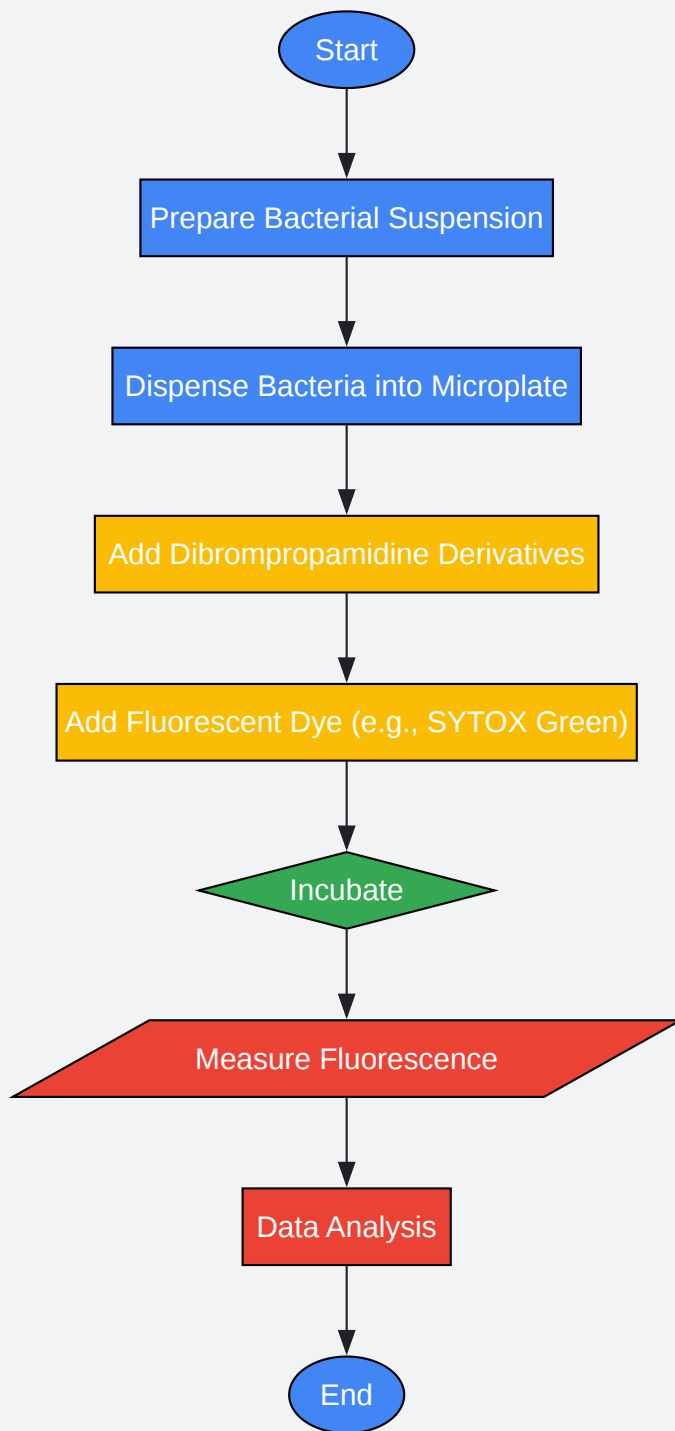 Start
Prepare Bacterial Suspension
Dispense Bacteria into Microplate
Add Dibrompropamidine Derivatives
Add Fluorescent Dye (e.g., SYTOX Green)
Incubate
Measure Fluorescence
Data Analysis
End